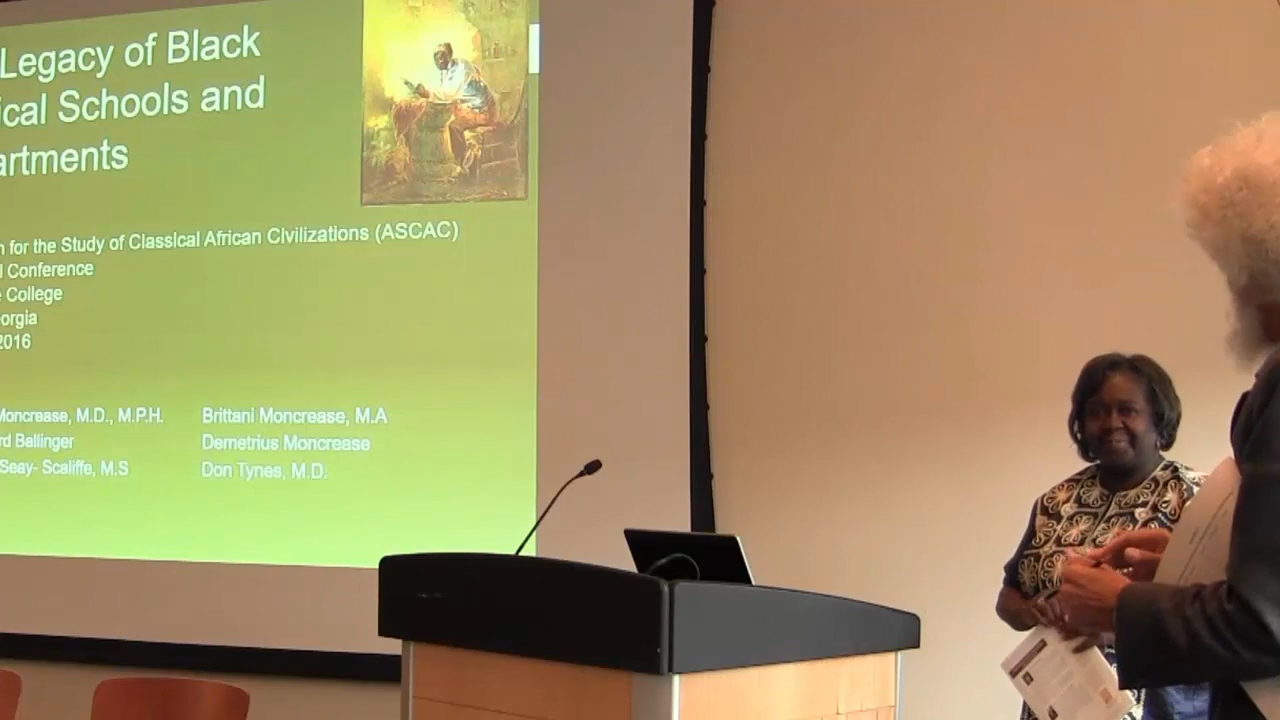 Legacy of Black
ical Schools and
artments
n for the Study of Classical African Civilizations (ASCAC)
l Conference
e College
orgia
2016
Moncrease, M.D., M.P.H.
rd Ballinger
Seay- Scaliffe, M.S
Brittani Moncrease, M.A
Demetrius Moncrease
Don Tynes, M.D.